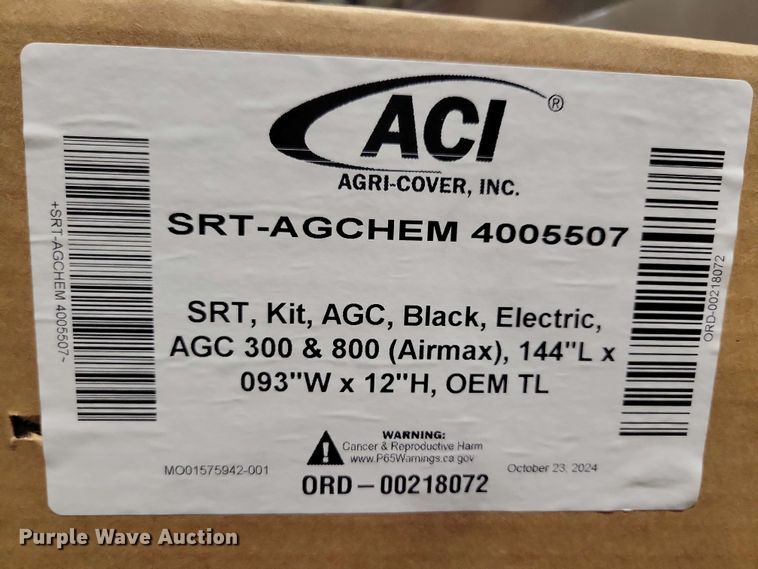 ACI ®
AGRI-COVER, INC.
SRT-AGCHEM 4005507
+SRT-AGCHEM 4005507~
ORD-00218072
SRT, Kit, AGC, Black, Electric,
AGC 300 & 800 (Airmax), 144"L x
093"W x 12"H, OEM TL
WARNING:
Cancer & Reproductive Harm
www.P65Warnings.ca.gov
MO01575942-001
October 23, 2024
ORD-00218072
Purple Wave Auction